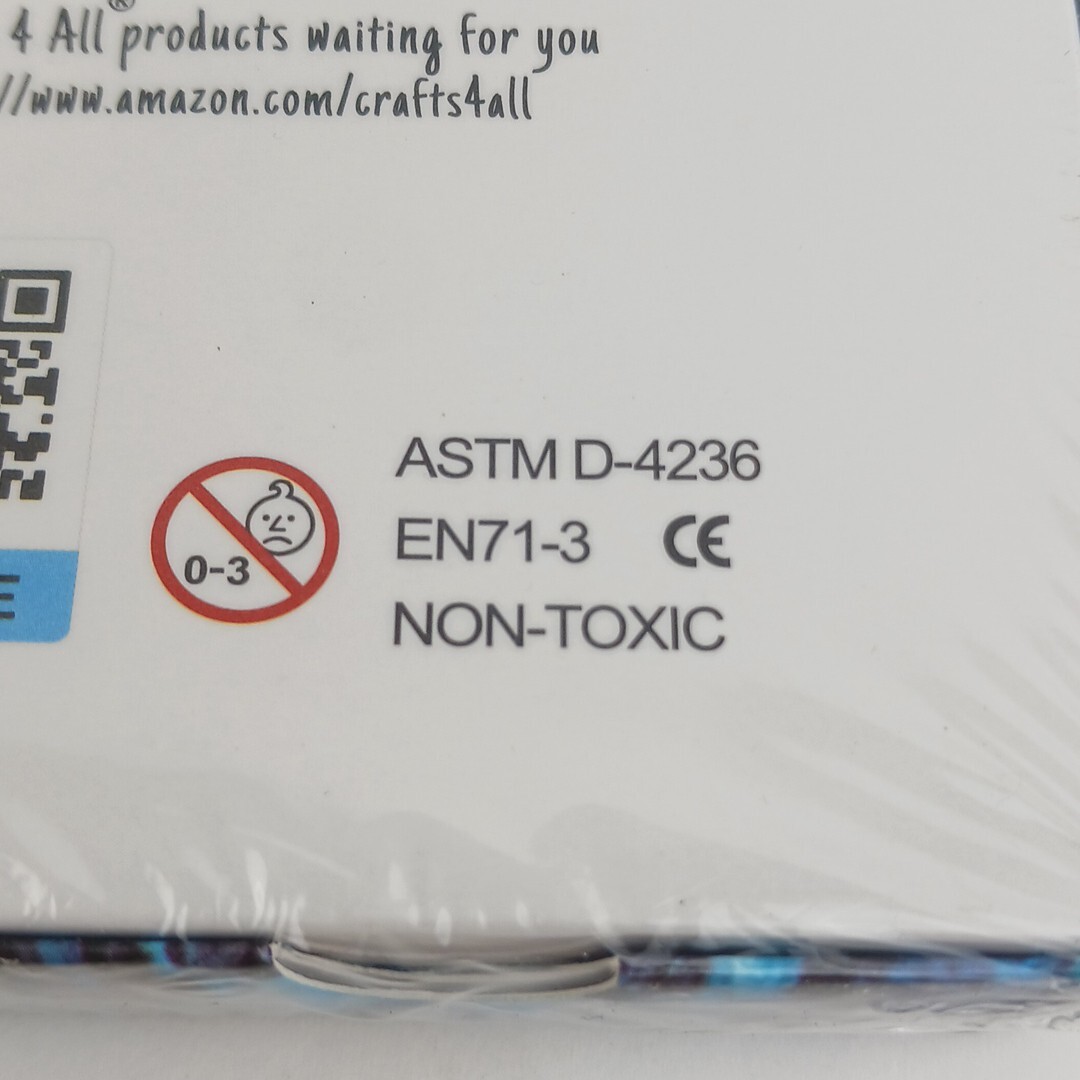 4 All® products waiting for you
//www.amazon.com/crafts4all
ASTM D-4236
0-3
EN71-3 CE
NON-TOXIC
E